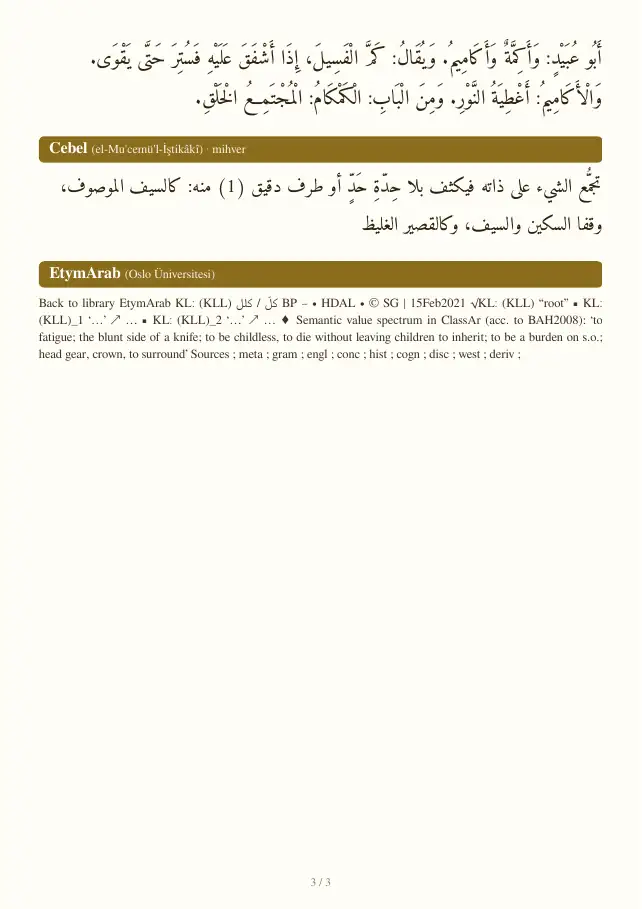 أَبُو عُبَيْدٍ: وَأَكِمَّةٌ وَأَكَامِيمُ. وَيُقَالُ: كَمَّ الْفَسِيلَ، إِذَا أَشْفَقَ عَلَيْهِ فَسُتِرَ حَتَّى يَقْوَى.
وَالْأَكَامِيمُ: أَغْطِيَةُ النَّوْرِ. وَمِنَ الْبَابِ: الْكَمْكَامُ: الْمُجْتَمِعُ الْخَلْقِ.
Cebel (el-Mu'cemü'l-İştikâkî) · mihver
تجمُّع الشيء على ذاته فيكثف بلا حِدّةِ حَدٍّ أو طرف دقيق (1) منه: كالسيف الموصوف،
وقفا السكين والسيف، وكالقصير الغليظ
EtymArab (Oslo Üniversitesi)
Back to library EtymArab KL: (KLL) كلّ / كلل BP – • HDAL • © SG | 15Feb2021 √KL: (KLL) “root” ▪ KL:
(KLL)_1 ‘…’ ↗ … ▪ KL: (KLL)_2 ‘…’ ↗ … ♦ Semantic value spectrum in ClassAr (acc. to BAH2008): ‘to
fatigue; the blunt side of a knife; to be childless, to die without leaving children to inherit; to be a burden on s.o.;
head gear, crown, to surround’ Sources ; meta ; gram ; engl ; conc ; hist ; cogn ; disc ; west ; deriv ;
3 / 3